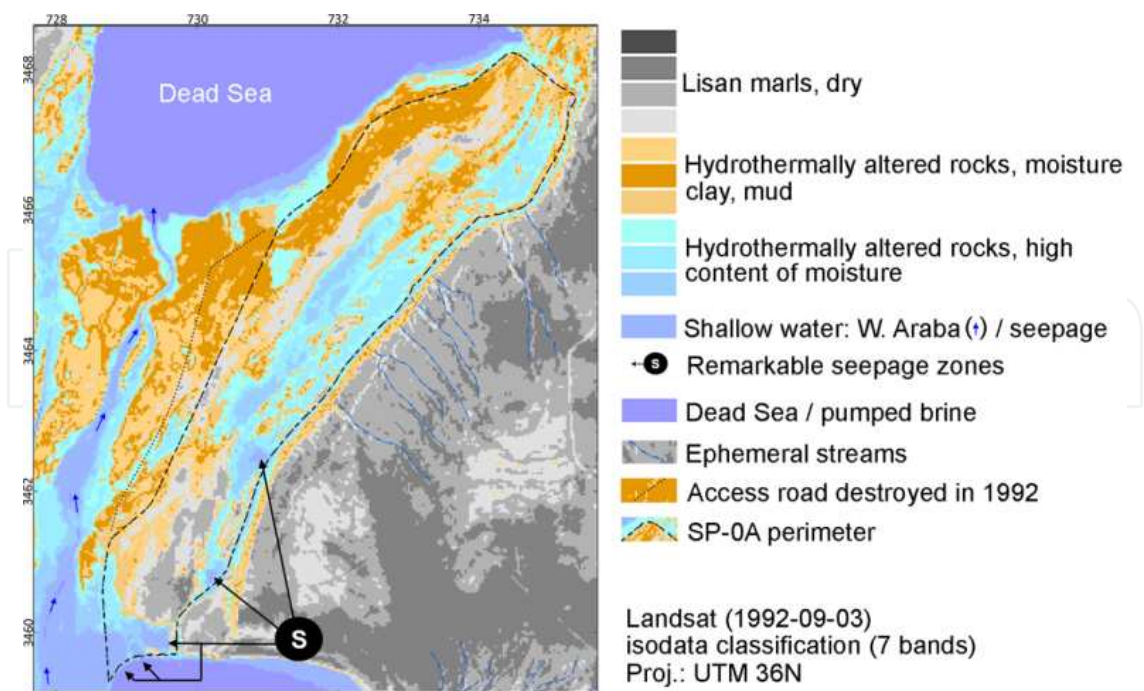 728 730 732 734
3468
3466
3464
3462
3460
Dead Sea
S
Lisan marls, dry
Hydrothermally altered rocks, moisture
clay, mud
Hydrothermally altered rocks, high
content of moisture
Shallow water: W. Araba (↑) / seepage
S Remarkable seepage zones
Dead Sea / pumped brine
Ephemeral streams
Access road destroyed in 1992
SP-0A perimeter
Landsat (1992-09-03)
isodata classification (7 bands)
Proj.: UTM 36N